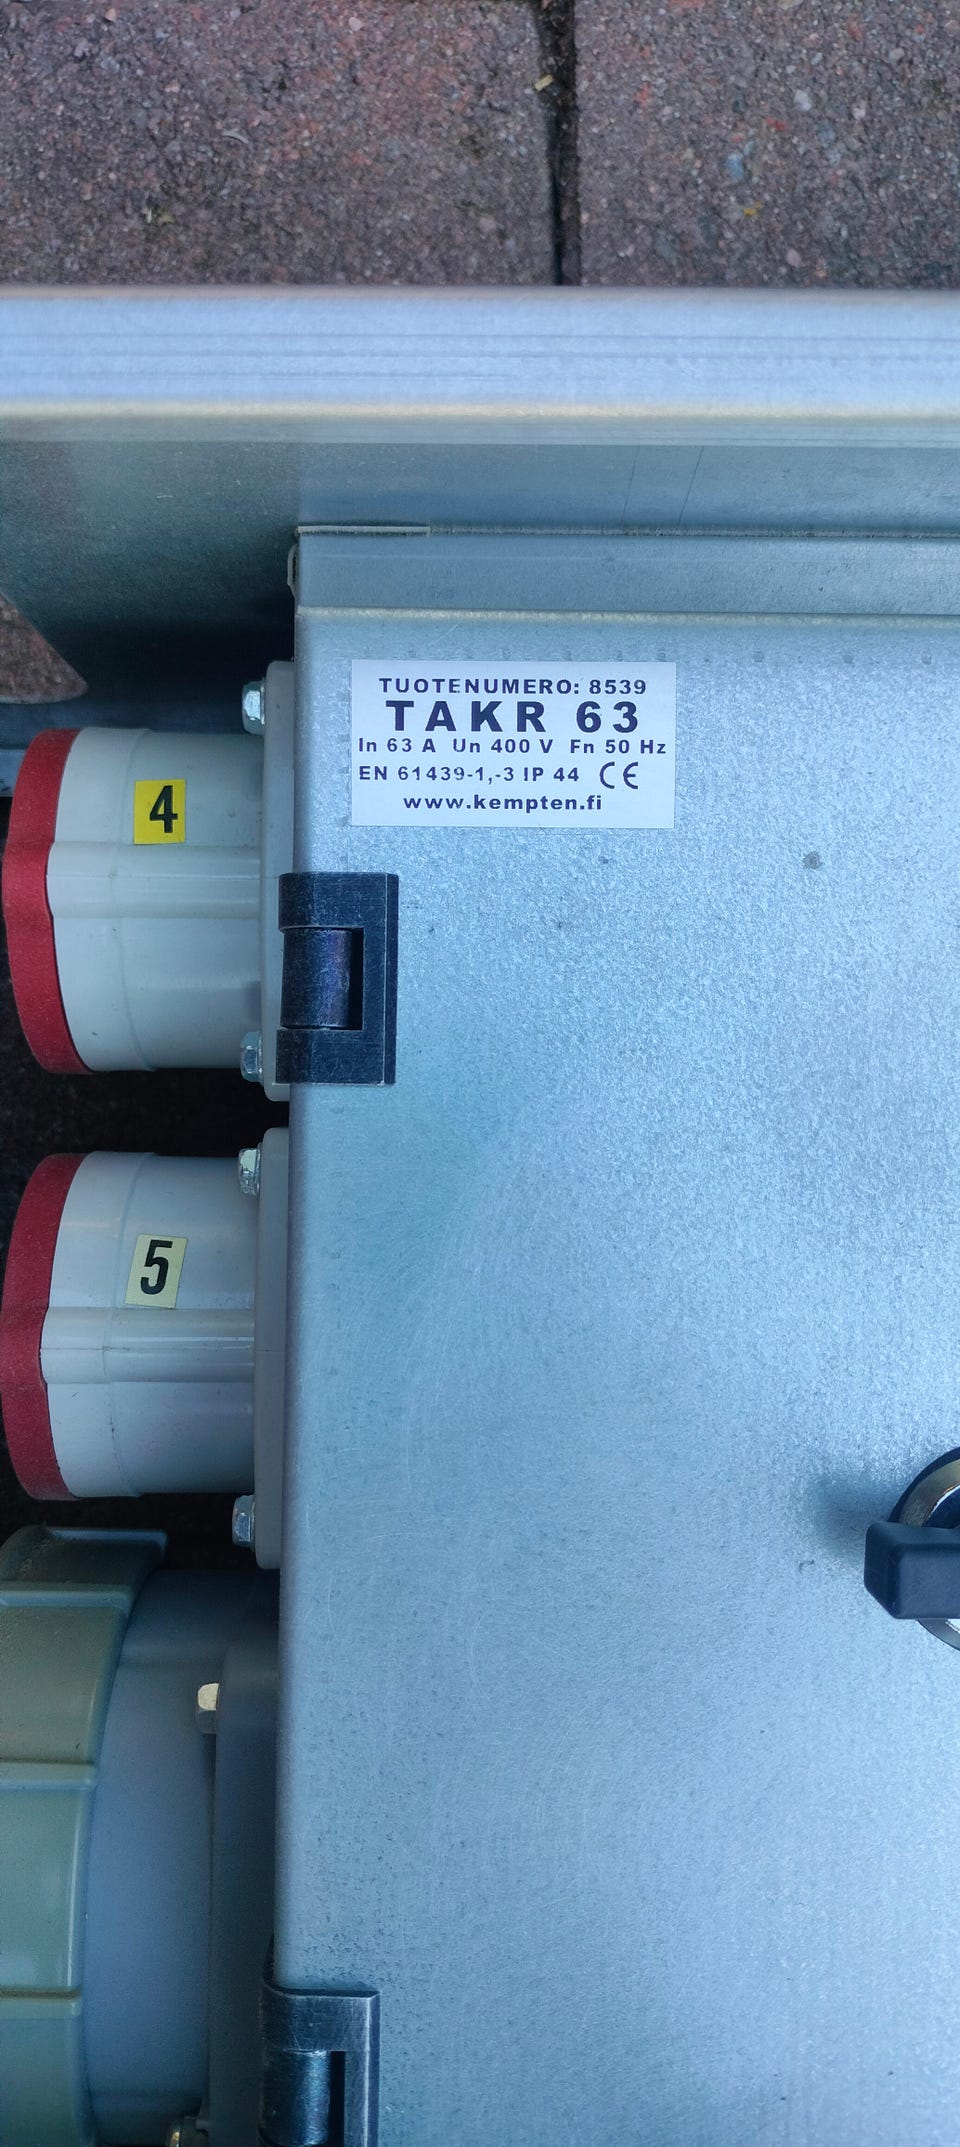 TUOTENUMERO: 8539
TAKR 63
In 63 A Un 400 V Fn 50 Hz
EN 61439-1,-3 IP 44 CE
www.kempten.fi
4
5